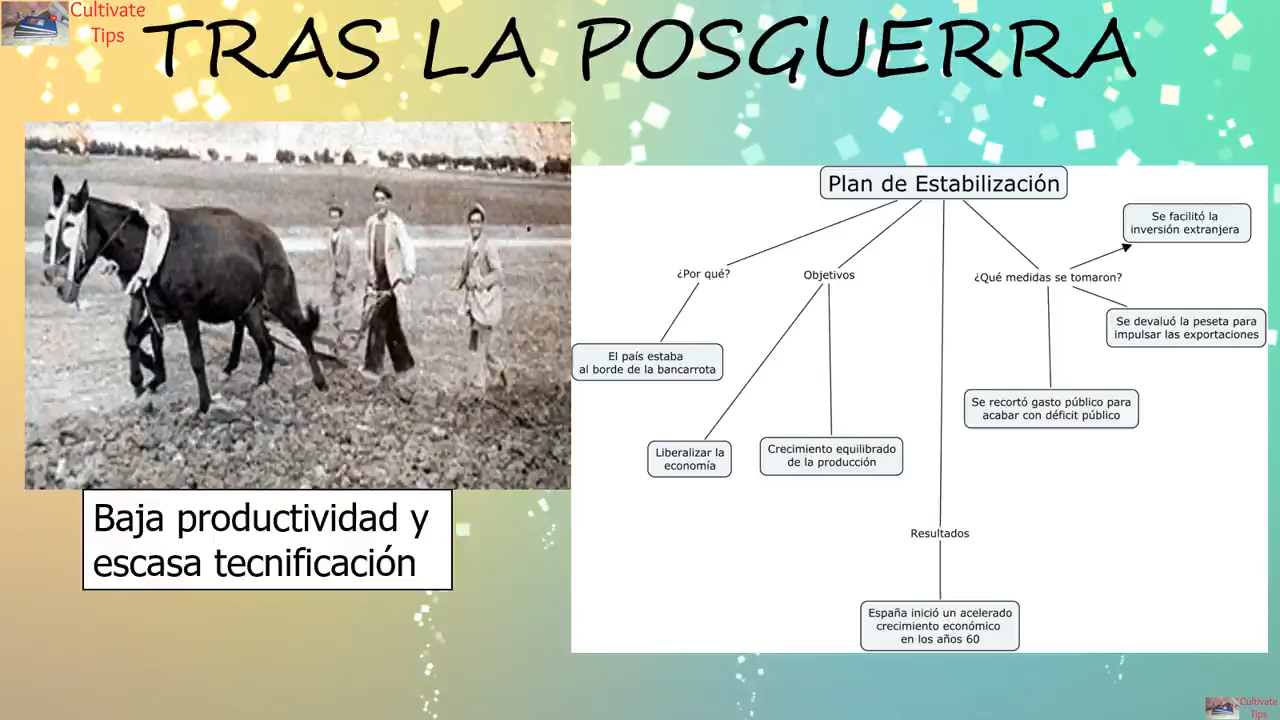 Cultivate
Tips
TRAS LA POSGUERRA
Plan de Estabilización
Se facilitó la
inversión extranjera
¿Por qué?
Objetivos
¿Qué medidas se tomaron?
Se devaluó la peseta para
impulsar las exportaciones
El país estaba
al borde de la bancarrota
Se recortó gasto público para
acabar con déficit público
Liberalizar la
economía
Crecimiento equilibrado
de la producción
Baja productividad y
escasa tecnificación
Resultados
España inició un acelerado
crecimiento económico
en los años 60
Cultivate
Tips